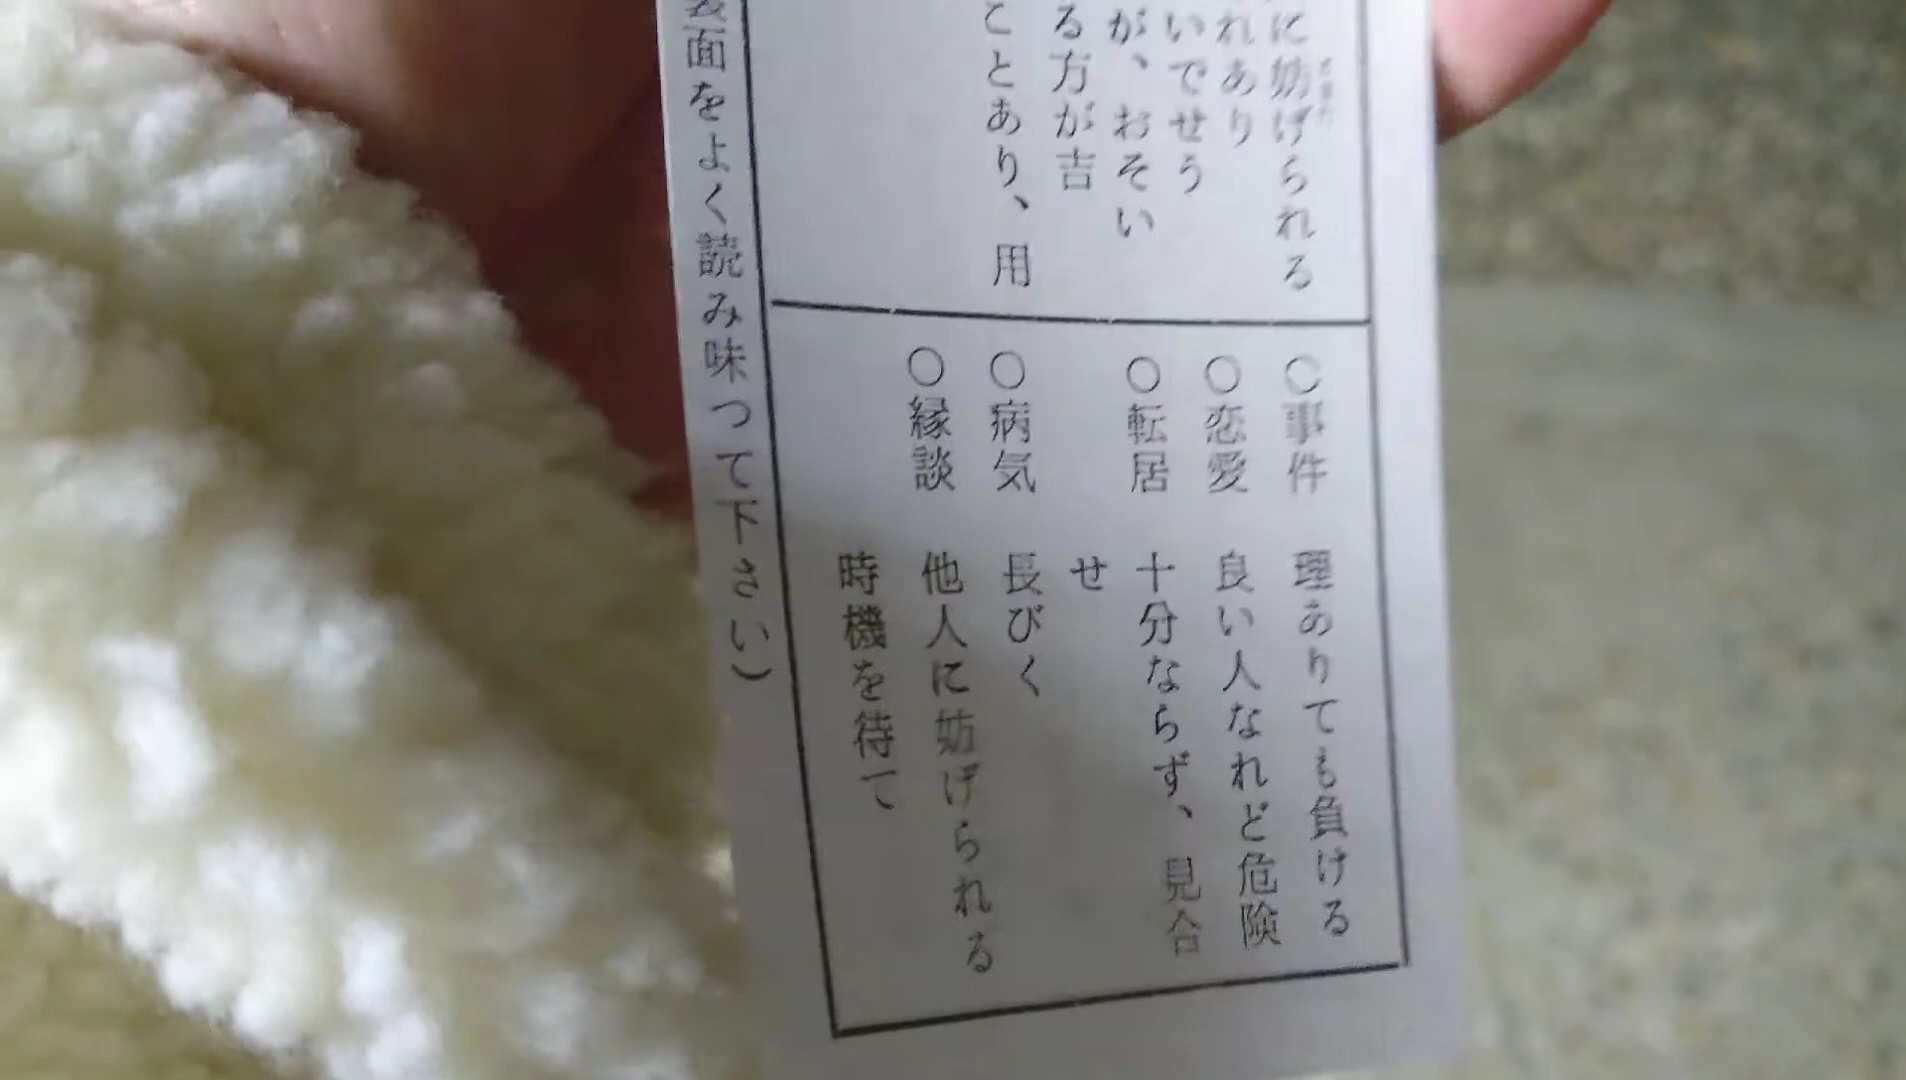 に妨げられる
れあり
いでせう
が、おそい
る方が吉
ことあり、用
○事件 理ありても負ける
○恋愛 良い人なれど危険
○転居 十分ならず、見合
せ
○病気 長びく
○縁談 他人に妨げられる
時機を待て
面をよく読み味つて下さい)